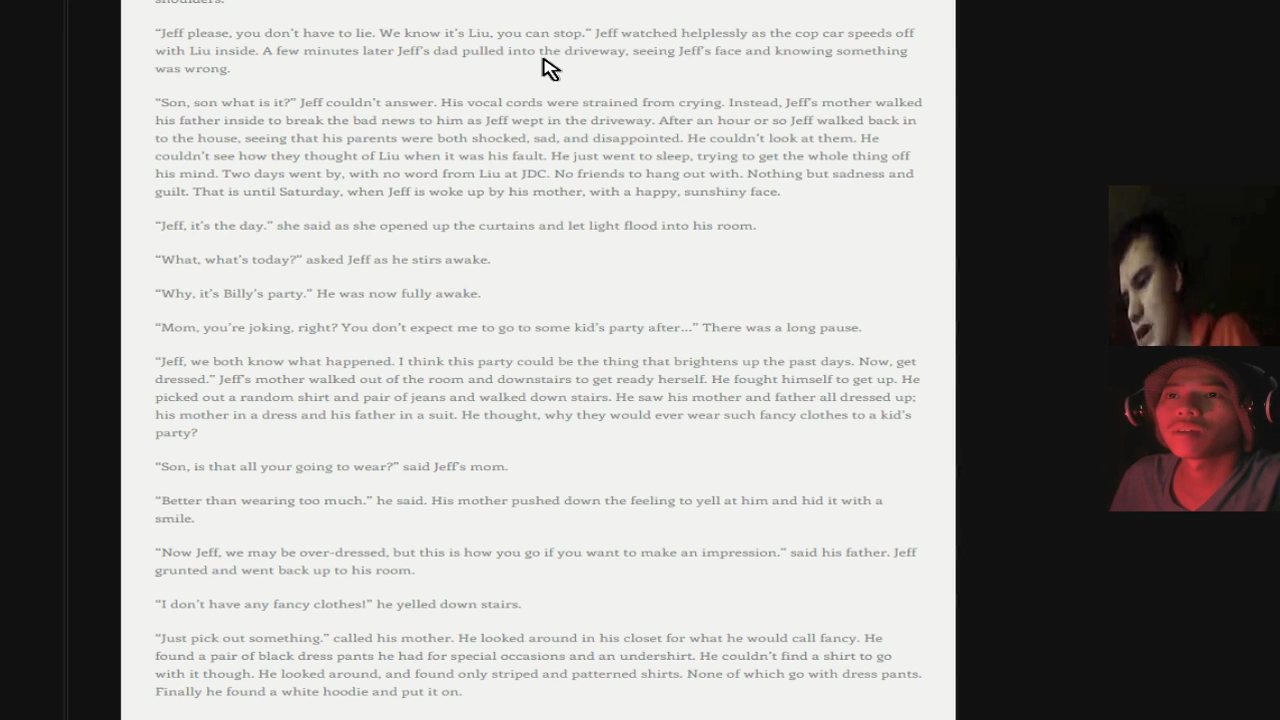 shoulders.
“Jeff please, you don’t have to lie. We know it’s Liu, you can stop.” Jeff watched helplessly as the cop car speeds off
with Liu inside. A few minutes later Jeff’s dad pulled into the driveway, seeing Jeff’s face and knowing something
was wrong.
“Son, son what is it?” Jeff couldn’t answer. His vocal cords were strained from crying. Instead, Jeff’s mother walked
his father inside to break the bad news to him as Jeff wept in the driveway. After an hour or so Jeff walked back in
to the house, seeing that his parents were both shocked, sad, and disappointed. He couldn’t look at them. He
couldn’t see how they thought of Liu when it was his fault. He just went to sleep, trying to get the whole thing off
his mind. Two days went by, with no word from Liu at JDC. No friends to hang out with. Nothing but sadness and
guilt. That is until Saturday, when Jeff is woke up by his mother, with a happy, sunshiny face.
“Jeff, it’s the day.” she said as she opened up the curtains and let light flood into his room.
“What, what’s today?” asked Jeff as he stirs awake.
“Why, it’s Billy’s party.” He was now fully awake.
“Mom, you’re joking, right? You don’t expect me to go to some kid’s party after…” There was a long pause.
“Jeff, we both know what happened. I think this party could be the thing that brightens up the past days. Now, get
dressed.” Jeff’s mother walked out of the room and downstairs to get ready herself. He fought himself to get up. He
picked out a random shirt and pair of jeans and walked down stairs. He saw his mother and father all dressed up;
his mother in a dress and his father in a suit. He thought, why they would ever wear such fancy clothes to a kid’s
party?
“Son, is that all your going to wear?” said Jeff’s mom.
“Better than wearing too much.” he said. His mother pushed down the feeling to yell at him and hid it with a
smile.
“Now Jeff, we may be over-dressed, but this is how you go if you want to make an impression.” said his father. Jeff
grunted and went back up to his room.
“I don’t have any fancy clothes!” he yelled down stairs.
“Just pick out something.” called his mother. He looked around in his closet for what he would call fancy. He
found a pair of black dress pants he had for special occasions and an undershirt. He couldn’t find a shirt to go
with it though. He looked around, and found only striped and patterned shirts. None of which go with dress pants.
Finally he found a white hoodie and put it on.